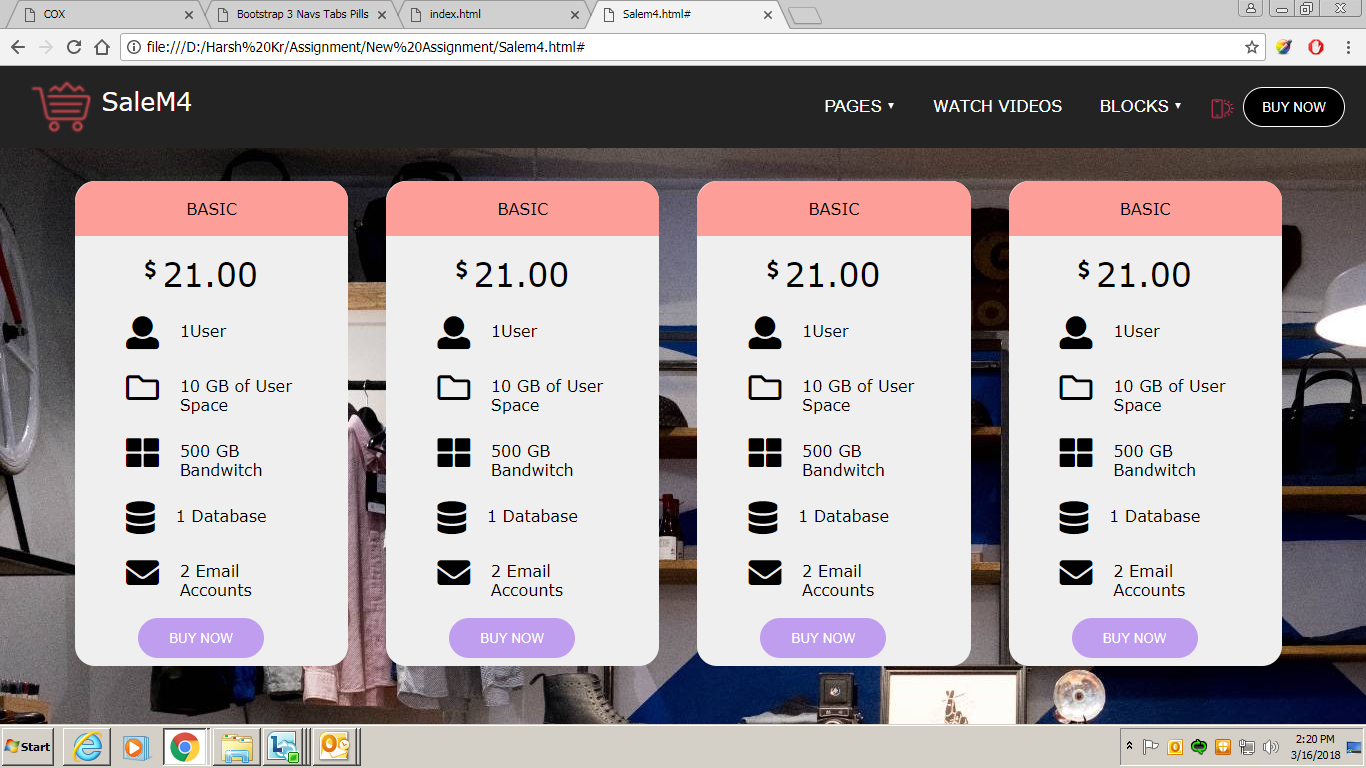 COX
Bootstrap 3 Navs Tabs Pills
index.html
Salem4.html#
file:///D:/Harsh%20Kr/Assignment/New%20Assignment/Salem4.html#
SaleM4
PAGES
WATCH VIDEOS
BLOCKS
BUY NOW
BASIC
$ 21.00
1User
10 GB of User
Space
500 GB
Bandwitch
1 Database
2 Email
Accounts
BUY NOW
BASIC
$ 21.00
1User
10 GB of User
Space
500 GB
Bandwitch
1 Database
2 Email
Accounts
BUY NOW
BASIC
$ 21.00
1User
10 GB of User
Space
500 GB
Bandwitch
1 Database
2 Email
Accounts
BUY NOW
BASIC
$ 21.00
1User
10 GB of User
Space
500 GB
Bandwitch
1 Database
2 Email
Accounts
BUY NOW
Start
2:20 PM
3/16/2018